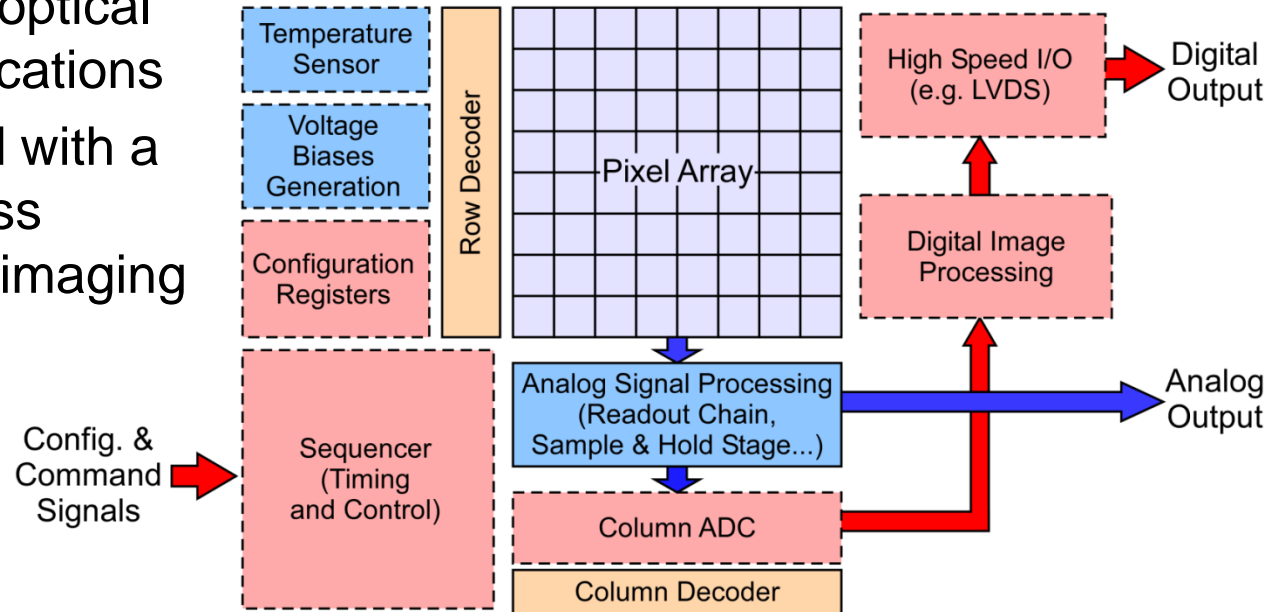 optical
cations
with a
ss
imaging
Temperature
Sensor
Voltage
Biases
Generation
Configuration
Registers
Row Decoder
Pixel Array
High Speed I/O
(e.g. LVDS)
Digital
Output
Digital Image
Processing
Analog Signal Processing
(Readout Chain,
Sample & Hold Stage...)
Analog
Output
Config. &
Command
Signals
Sequencer
(Timing
and Control)
Column ADC
Column Decoder